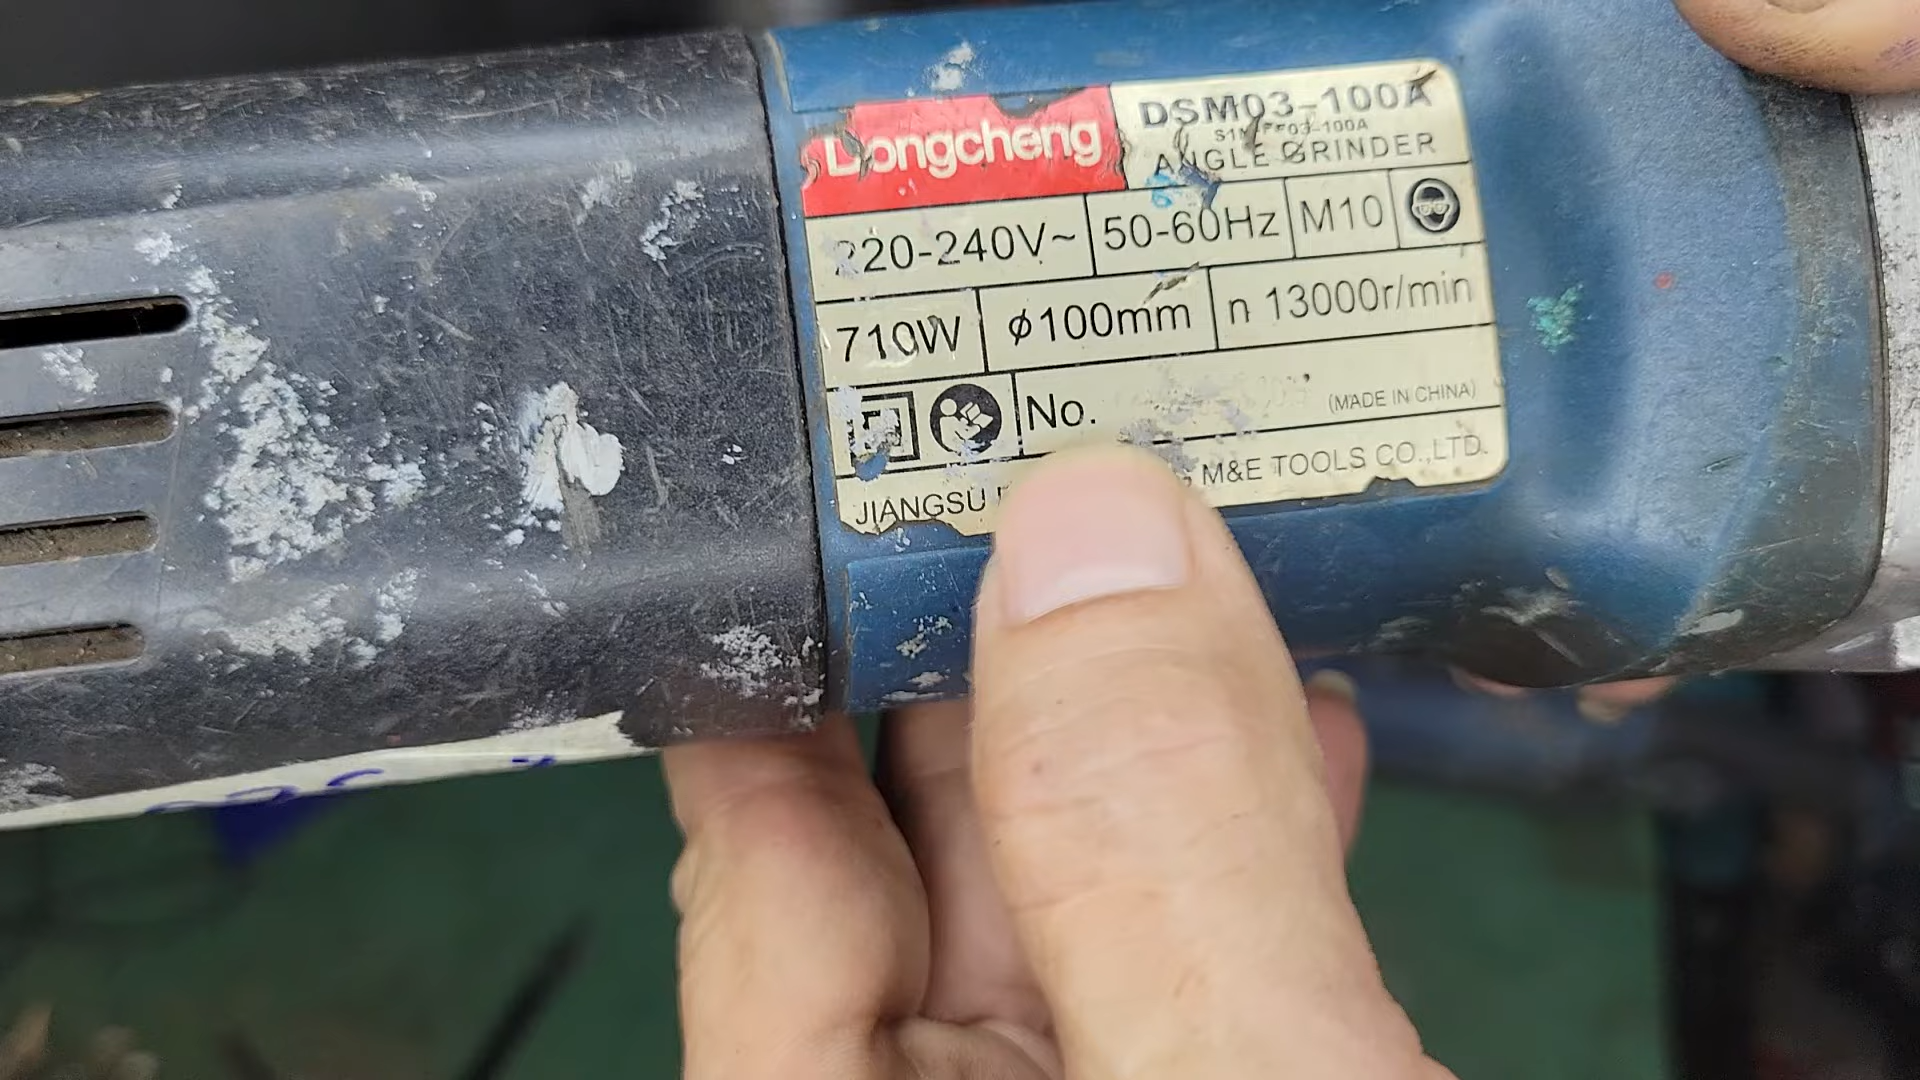 Dongcheng
DSM03-100A
ANGLE GRINDER
220-240V~ 50-60Hz M10
710W ø100mm n 13000r/min
No. (MADE IN CHINA)
JIANGSU M&E TOOLS CO.,LTD.